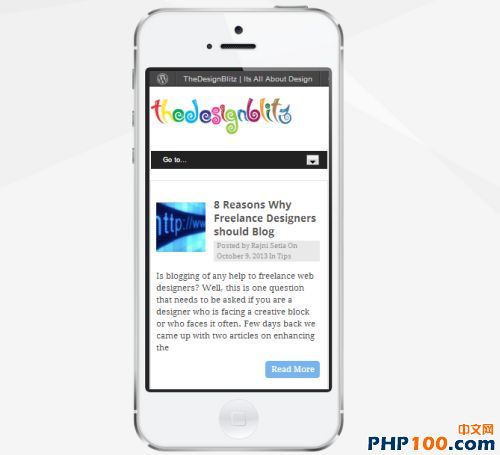 TheDesignBlitz | Its All About Design
thedesignblitz
Go to...
http://www
8 Reasons Why
Freelance Designers
should Blog
Posted by Rajni Setia On
October 9, 2013 In Tips
Is blogging of any help to freelance web
designers? Well, this is one question
that needs to be asked if you are a
designer who is facing a creative block
or who faces it often. Few days back we
came up with two articles on enhancing
the
Read More
中文网
PHP100.com